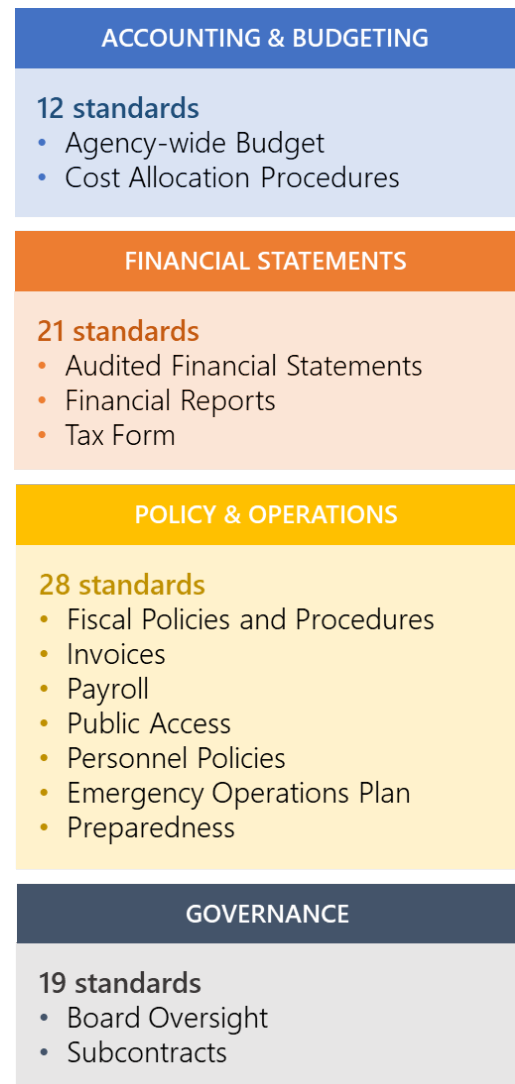 ACCOUNTING & BUDGETING
12 standards
• Agency-wide Budget
• Cost Allocation Procedures
FINANCIAL STATEMENTS
21 standards
• Audited Financial Statements
• Financial Reports
• Tax Form
POLICY & OPERATIONS
28 standards
• Fiscal Policies and Procedures
• Invoices
• Payroll
• Public Access
• Personnel Policies
• Emergency Operations Plan
• Preparedness
GOVERNANCE
19 standards
• Board Oversight
• Subcontracts